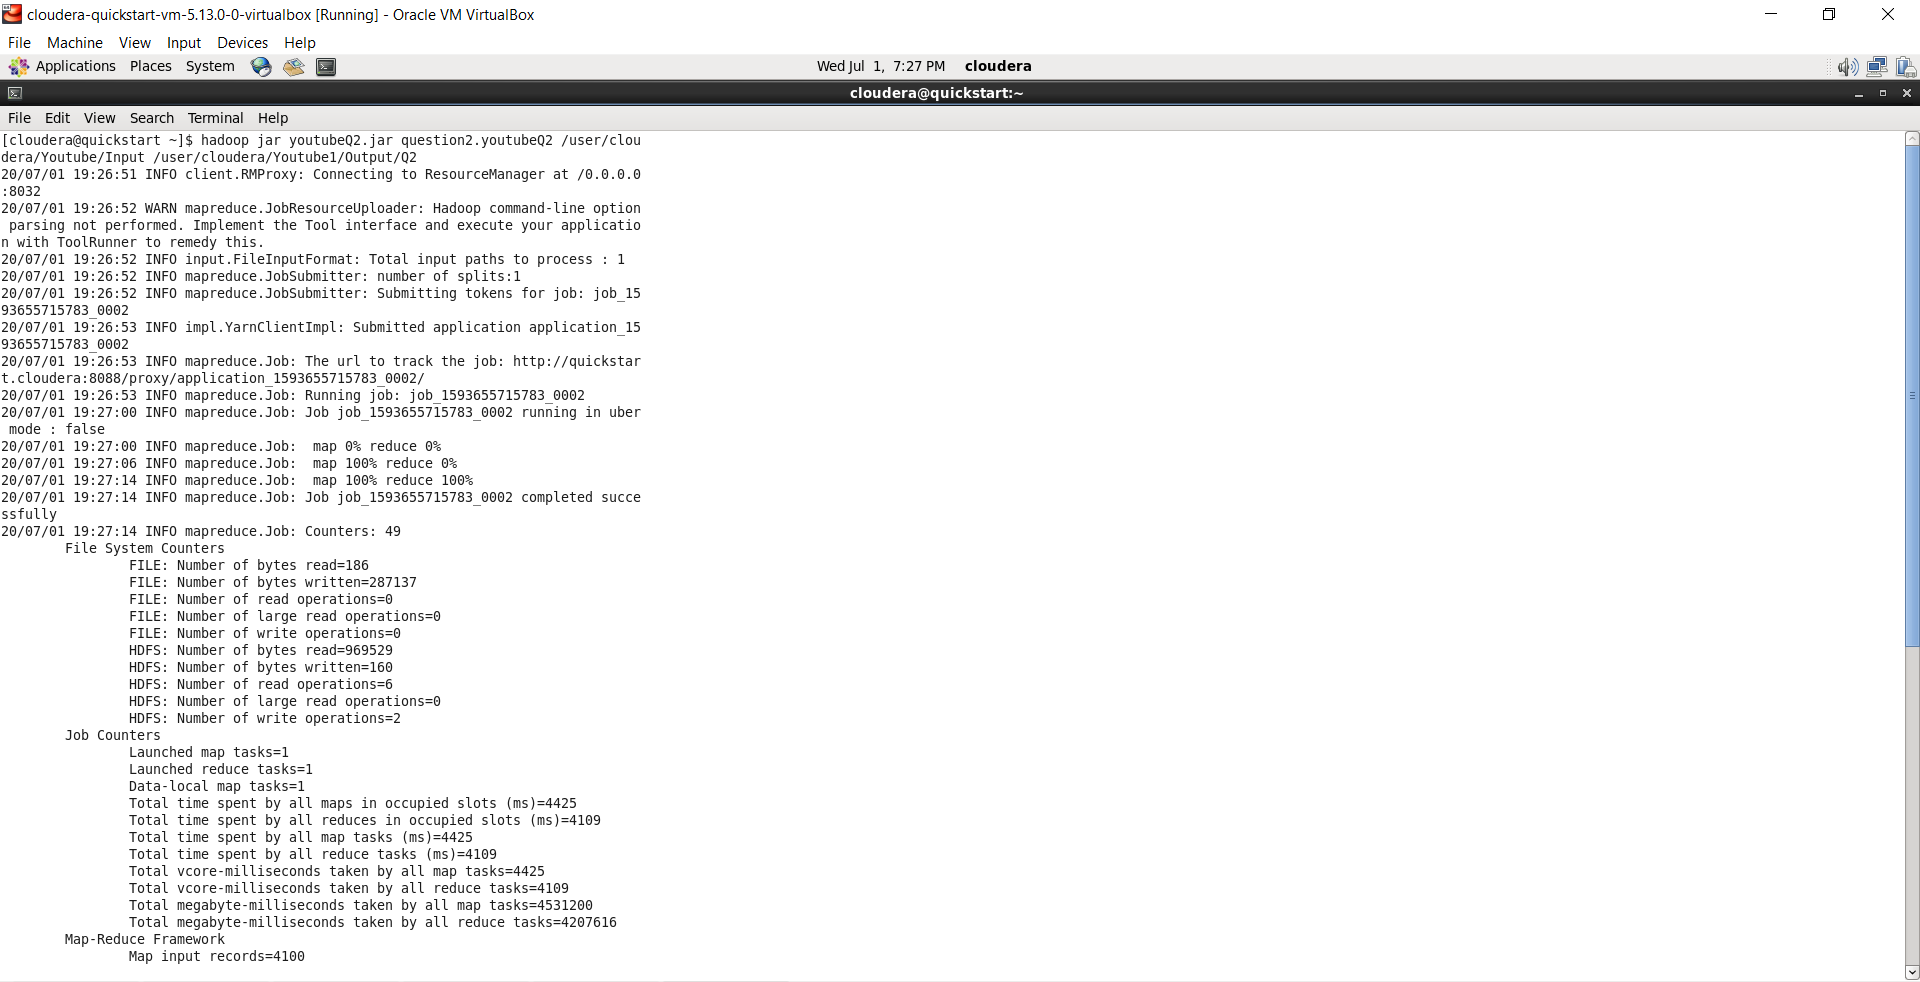 cloudera-quickstart-vm-5.13.0-0-virtualbox [Running] - Oracle VM VirtualBox
File Machine View Input Devices Help
Applications Places System Wed Jul 1, 7:27 PM cloudera
cloudera@quickstart:~
File Edit View Search Terminal Help
[cloudera@quickstart ~]$ hadoop jar youtubeQ2.jar question2.youtubeQ2 /user/clou
dera/Youtube/Input /user/cloudera/Youtube1/Output/Q2
20/07/01 19:26:51 INFO client.RMProxy: Connecting to ResourceManager at /0.0.0.0
:8032
20/07/01 19:26:52 WARN mapreduce.JobResourceUploader: Hadoop command-line option
 parsing not performed. Implement the Tool interface and execute your applicatio
n with ToolRunner to remedy this.
20/07/01 19:26:52 INFO input.FileInputFormat: Total input paths to process : 1
20/07/01 19:26:52 INFO mapreduce.JobSubmitter: number of splits:1
20/07/01 19:26:52 INFO mapreduce.JobSubmitter: Submitting tokens for job: job_15
93655715783_0002
20/07/01 19:26:53 INFO impl.YarnClientImpl: Submitted application application_15
93655715783_0002
20/07/01 19:26:53 INFO mapreduce.Job: The url to track the job: http://quickstar
t.cloudera:8088/proxy/application_1593655715783_0002/
20/07/01 19:26:53 INFO mapreduce.Job: Running job: job_1593655715783_0002
20/07/01 19:27:00 INFO mapreduce.Job: Job job_1593655715783_0002 running in uber
 mode : false
20/07/01 19:27:00 INFO mapreduce.Job:  map 0% reduce 0%
20/07/01 19:27:06 INFO mapreduce.Job:  map 100% reduce 0%
20/07/01 19:27:14 INFO mapreduce.Job:  map 100% reduce 100%
20/07/01 19:27:14 INFO mapreduce.Job: Job job_1593655715783_0002 completed succe
ssfully
20/07/01 19:27:14 INFO mapreduce.Job: Counters: 49
File System Counters
FILE: Number of bytes read=186
FILE: Number of bytes written=287137
FILE: Number of read operations=0
FILE: Number of large read operations=0
FILE: Number of write operations=0
HDFS: Number of bytes read=969529
HDFS: Number of bytes written=160
HDFS: Number of read operations=6
HDFS: Number of large read operations=0
HDFS: Number of write operations=2
Job Counters
Launched map tasks=1
Launched reduce tasks=1
Data-local map tasks=1
Total time spent by all maps in occupied slots (ms)=4425
Total time spent by all reduces in occupied slots (ms)=4109
Total time spent by all map tasks (ms)=4425
Total time spent by all reduce tasks (ms)=4109
Total vcore-milliseconds taken by all map tasks=4425
Total vcore-milliseconds taken by all reduce tasks=4109
Total megabyte-milliseconds taken by all map tasks=4531200
Total megabyte-milliseconds taken by all reduce tasks=4207616
Map-Reduce Framework
Map input records=4100